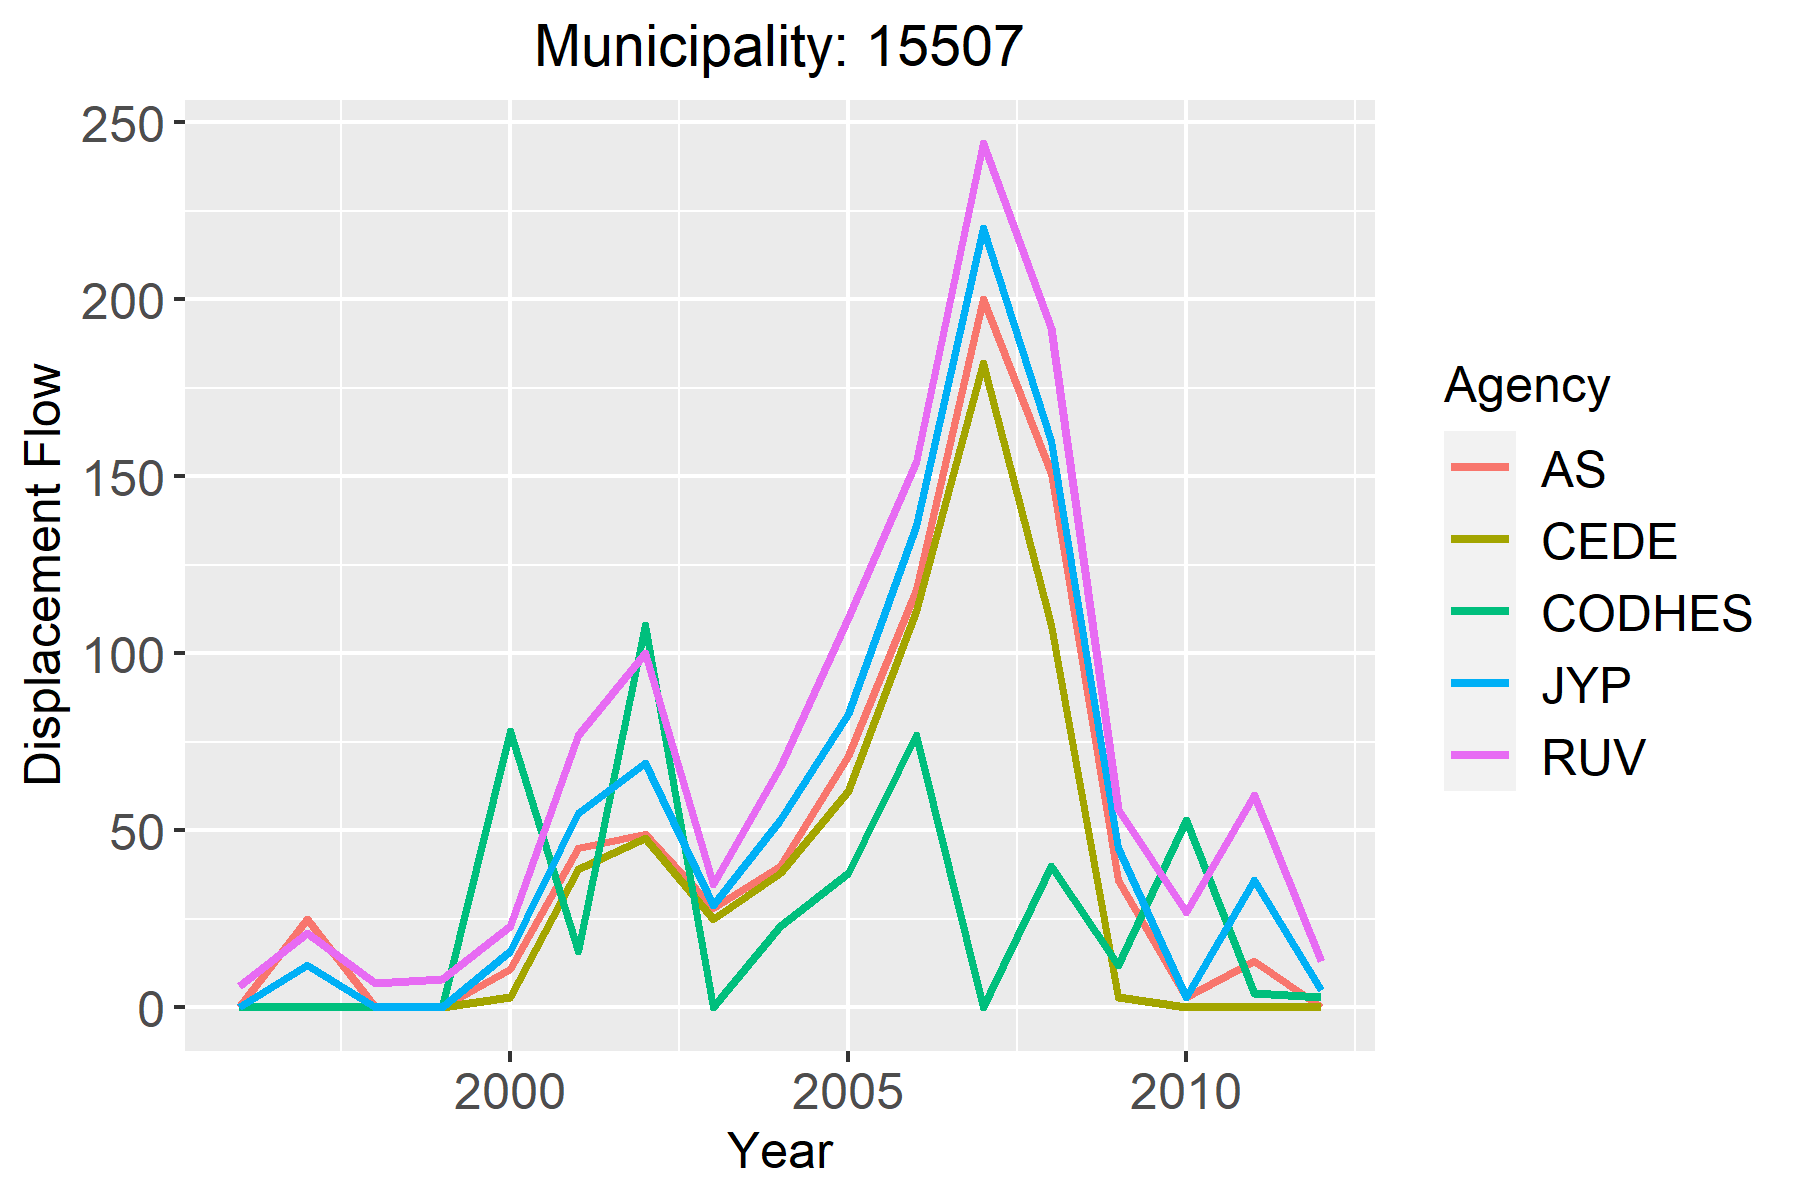 Municipality: 15507
250
200
150
100
50
0
Displacement Flow
2000 2005 2010
Year
Agency
AS
CEDE
CODHES
JYP
RUV